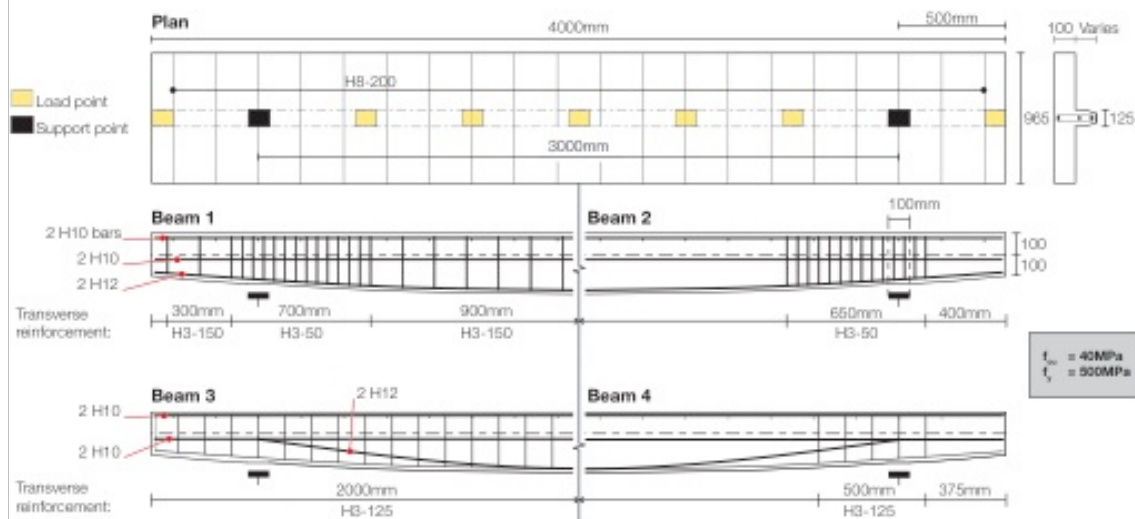 Plan
4000mm
500mm
100 Varies
H8-200
Load point
Support point
965
125
3000mm
Beam 1
Beam 2
100mm
2 H10 bars
2 H10
2 H12
100
100
Transverse
reinforcement:
300mm
700mm
900mm
650mm
400mm
H3-150
H3-50
H3-150
H3-50
= 40MPa
= 500MPa
Beam 3
2 H12
Beam 4
2 H10
2 H10
Transverse
reinforcement:
2000mm
500mm
375mm
H3-125
H3-125